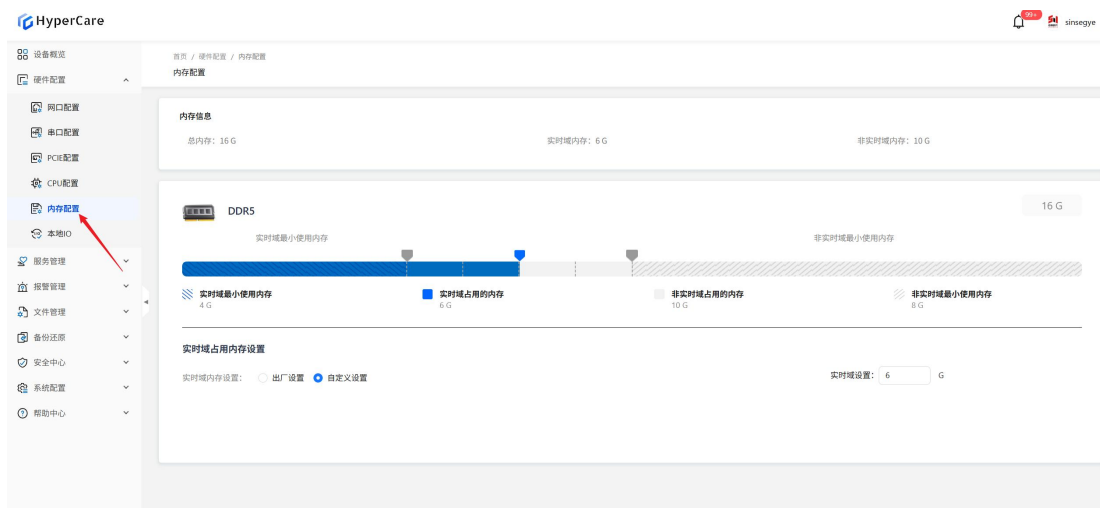 HyperCare
99+
sinsegye
设备概览
硬件配置
网口配置
串口配置
PCIE配置
CPU配置
内存配置
本地IO
服务管理
报警管理
文件管理
备份还原
安全中心
系统配置
帮助中心
首页 / 硬件配置 / 内存配置
内存配置
内存信息
总内存：16 G 实时域内存：6 G 非实时域内存：10 G
DDR5 16 G
实时域最小使用内存 非实时域最小使用内存
实时域最小使用内存 实时域占用的内存 非实时域占用的内存 非实时域最小使用内存
4 G 6 G 10 G 8 G
实时域占用内存设置
实时域内存设置： 出厂设置 自定义设置 实时域设置： 6 G